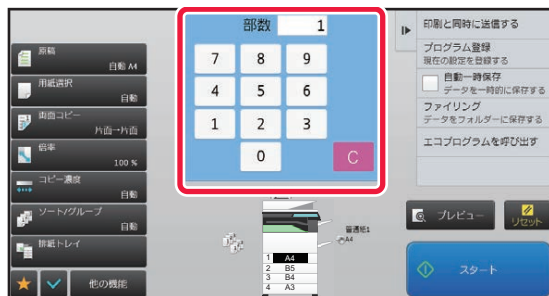 原稿
自動 A4
用紙選択
自動
両面コピー
片面→片面
倍率
100 %
コピー濃度
自動
ソート/グループ
自動
排紙トレイ
他の機能
部数 1
7 8 9
4 5 6
1 2 3
0 C
普通紙1
A4
1 A4
2 B5
3 B4
4 A3
印刷と同時に送信する
プログラム登録
現在の設定を登録する
自動一時保存
データを一時的に保存する
ファイリング
データをフォルダーに保存する
エコプログラムを呼び出す
プレビュー
リセット
スタート